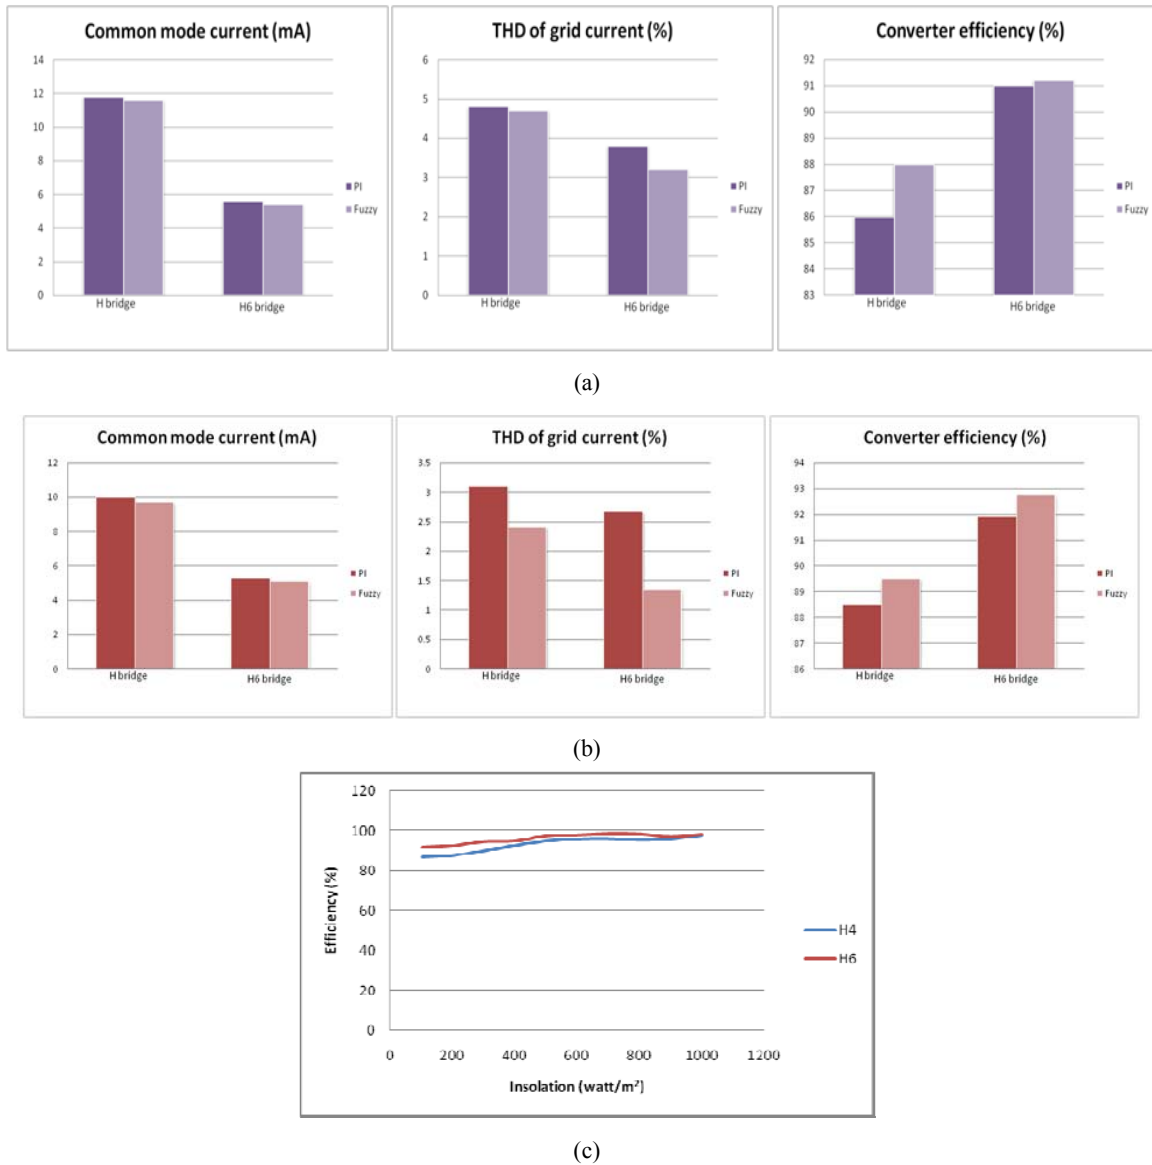 Common mode current (mA)
14
12
10
8
6
4
2
0
H bridge
H6 bridge
PI
Fuzzy
THD of grid current (%)
6
5
4
3
2
1
0
H bridge
H6 bridge
PI
Fuzzy
Converter efficiency (%)
92
91
90
89
88
87
86
85
84
83
H bridge
H6 bridge
PI
Fuzzy
(a)
Common mode current (mA)
12
10
8
6
4
2
0
H bridge
H6 bridge
PI
Fuzzy
THD of grid current (%)
3.5
3
2.5
2
1.5
1
0.5
0
H bridge
H6 bridge
PI
Fuzzy
Converter efficiency (%)
94
93
92
91
90
89
88
87
86
H bridge
H6 bridge
PI
Fuzzy
(b)
120
100
80
60
40
20
0
Efficiency (%)
0 200 400 600 800 1000 1200
Insolation (watt/m²)
H4
H6
(c)